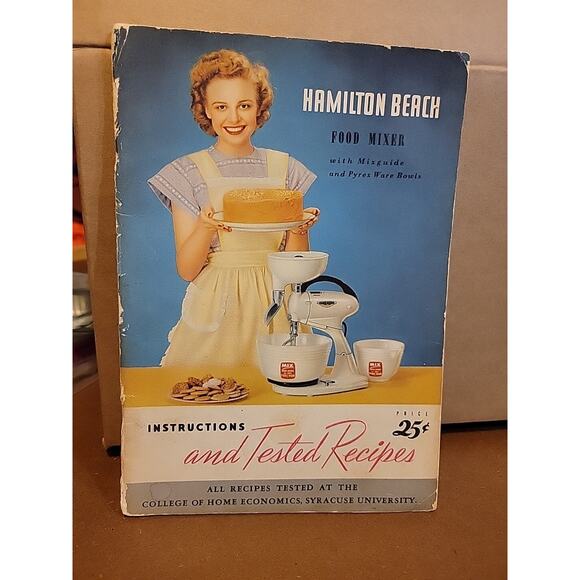 HAMILTON BEACH
FOOD MIXER
with Mixguide
and Pyrex Ware Bowls
MIX
INSTRUCTIONS
and Tested Recipes
PRICE
25¢
ALL RECIPES TESTED AT THE
COLLEGE OF HOME ECONOMICS, SYRACUSE UNIVERSITY.